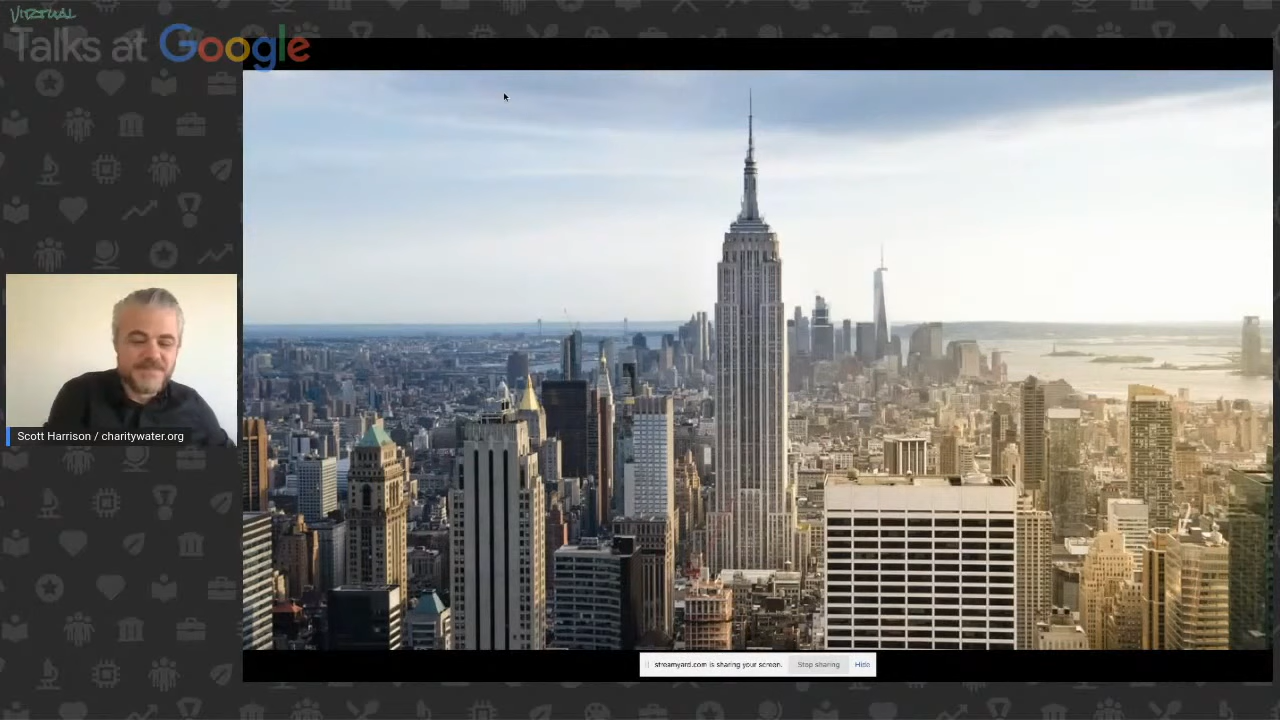 VIRTUAL
Talks at Google
Scott Harrison / charitywater.org
streamyard.com is sharing your screen.
Stop sharing
Hide